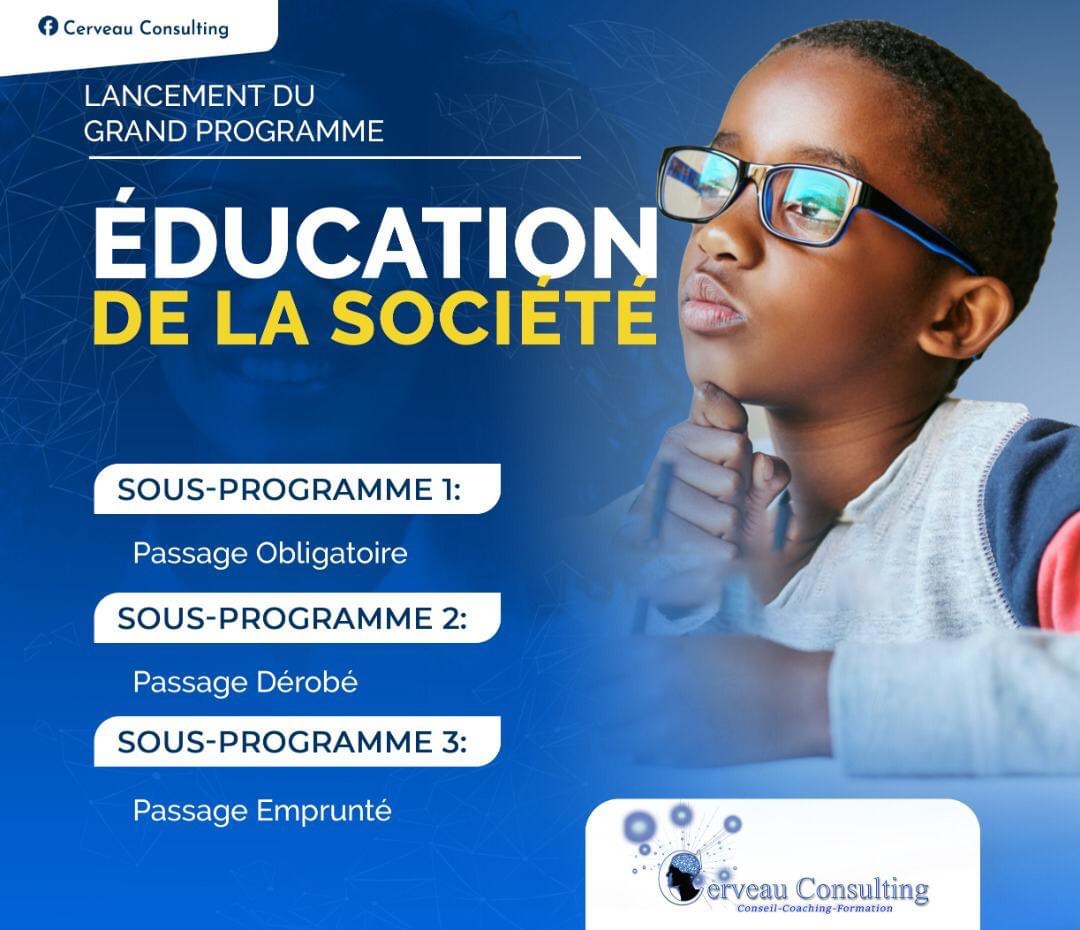 Cerveau Consulting
LANCEMENT DU
GRAND PROGRAMME
ÉDUCATION
DE LA SOCIÉTÉ
SOUS-PROGRAMME 1:
Passage Obligatoire
SOUS-PROGRAMME 2:
Passage Dérobé
SOUS-PROGRAMME 3:
Passage Emprunté
Cerveau Consulting
Conseil-Coaching-Formation